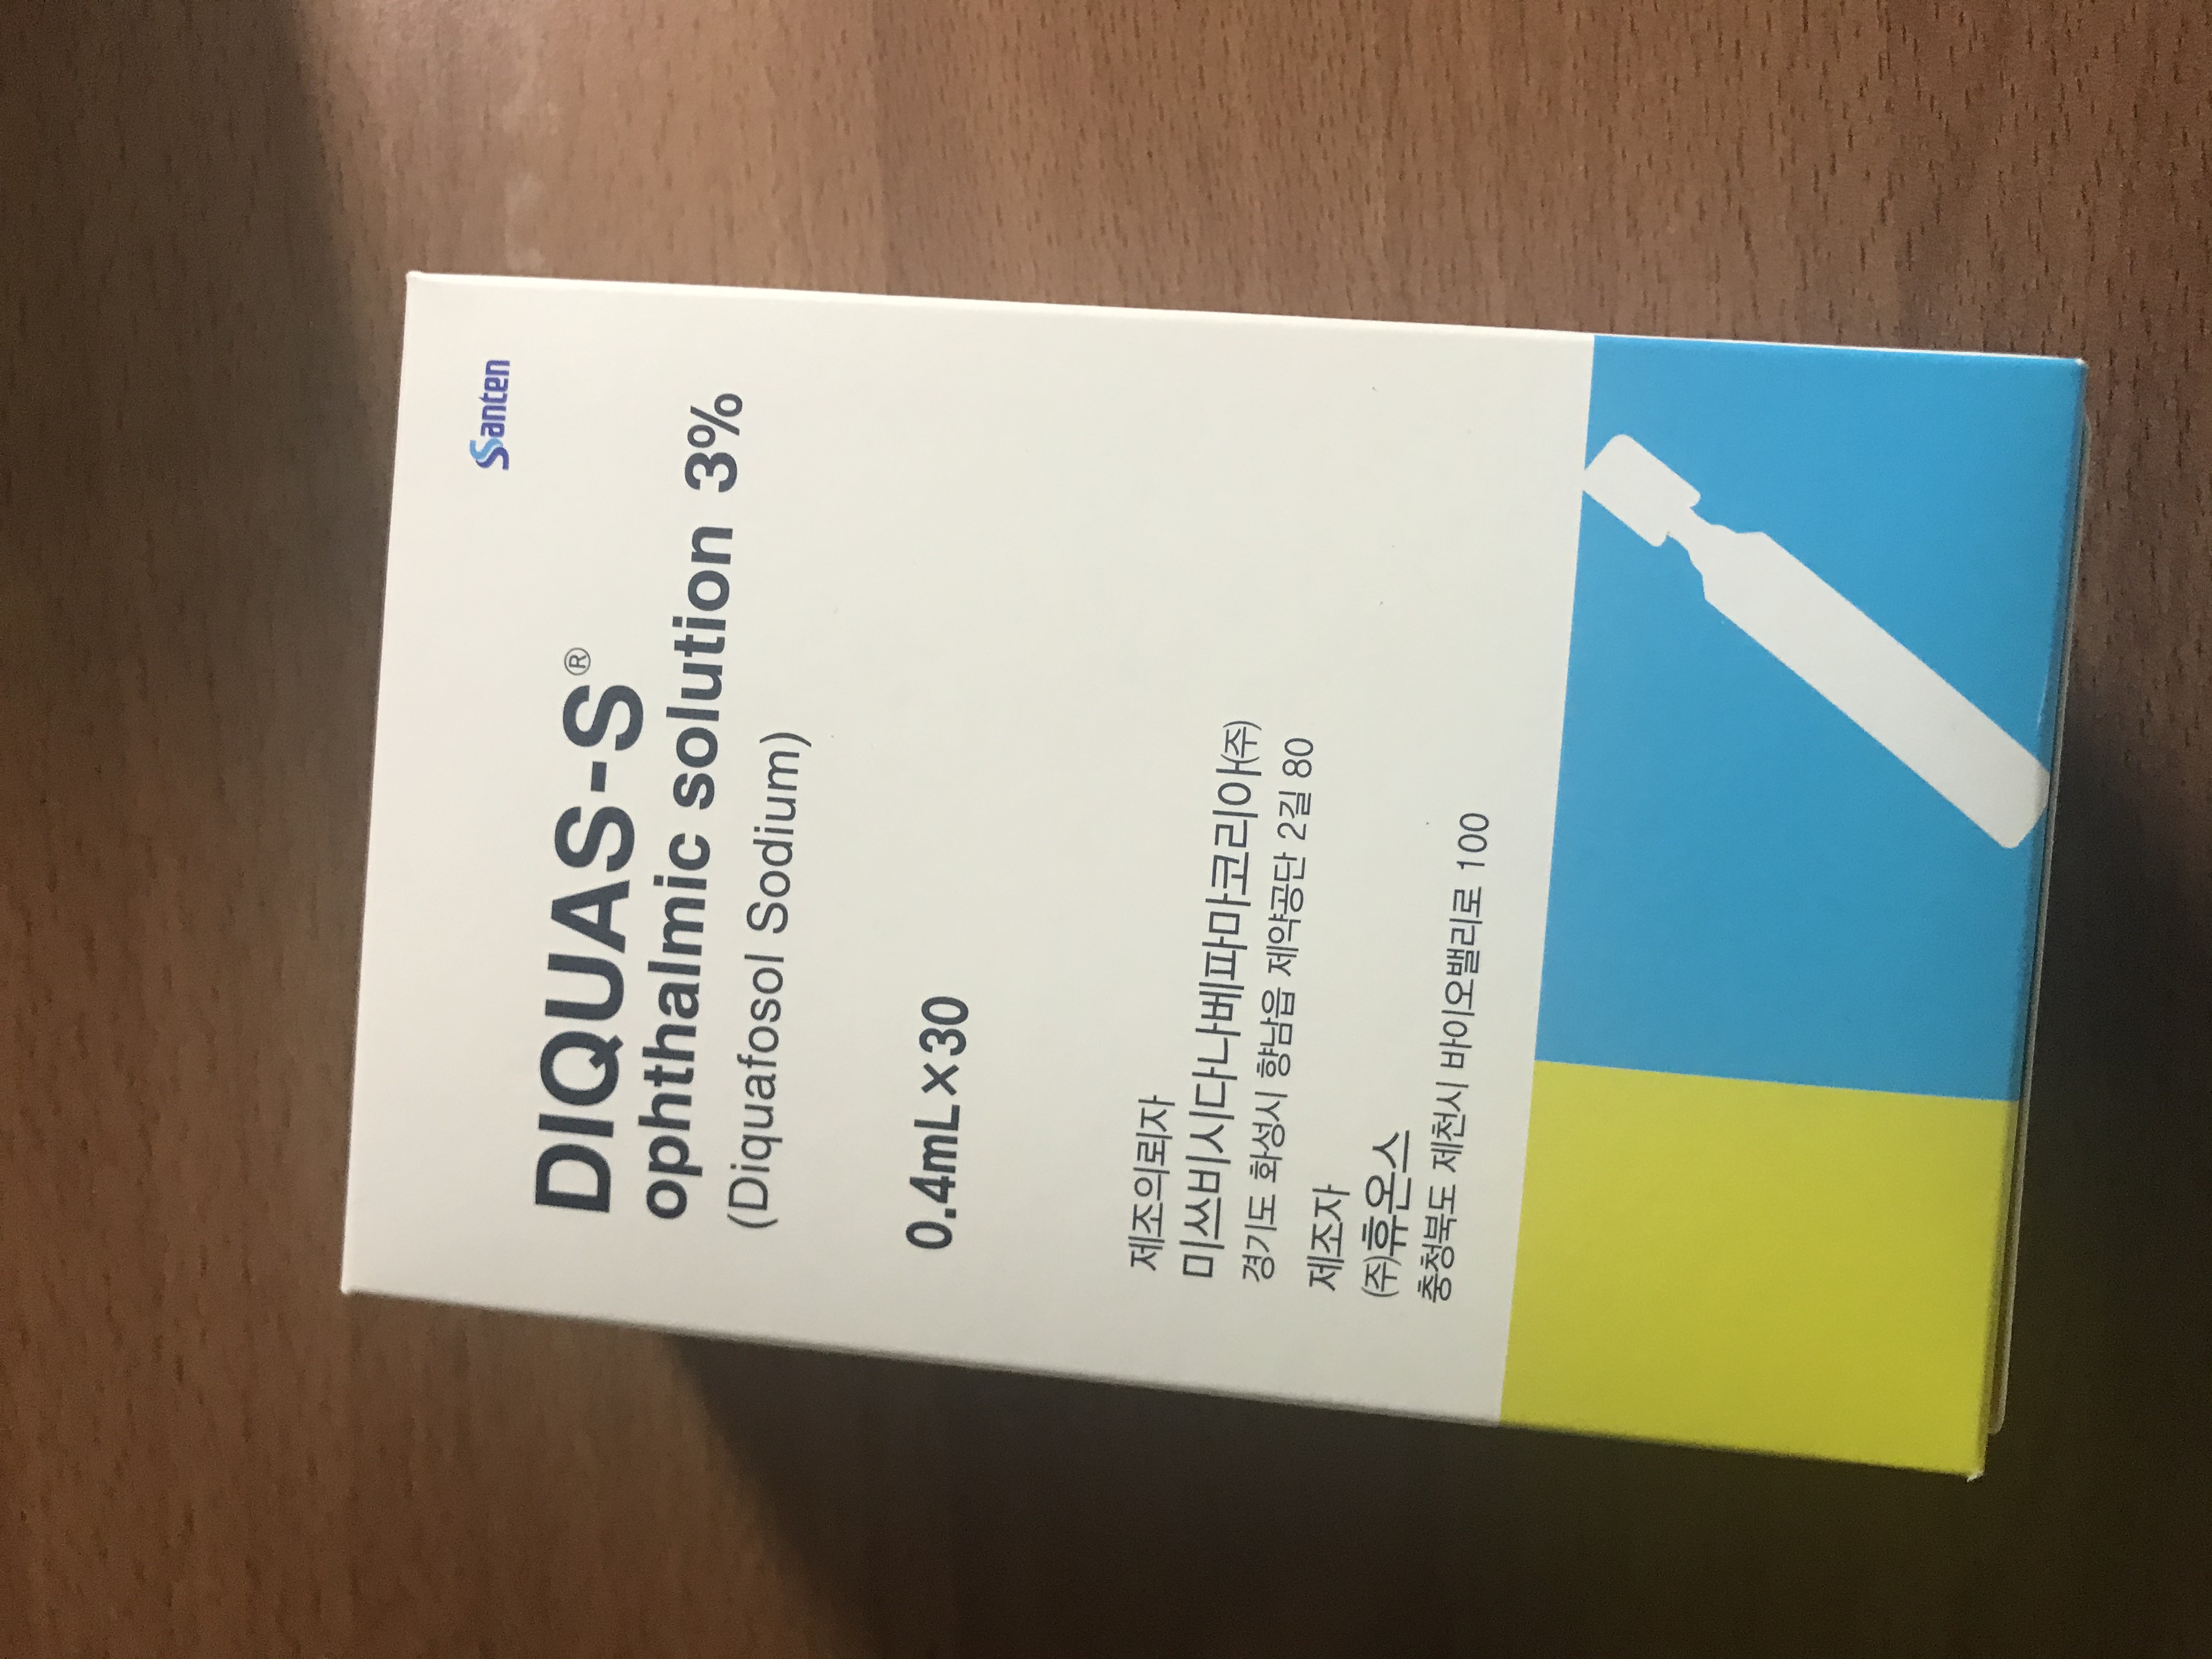 Santen
DIQUAS-S®
ophthalmic solution 3%
(Diquafosol Sodium)
0.4mL×30
제조의뢰자
미쓰비시다나베파마코리아㈜
경기도 화성시 향남읍 제약공단 2길 80
제조자
㈜휴온스
충청북도 제천시 바이오밸리로 100